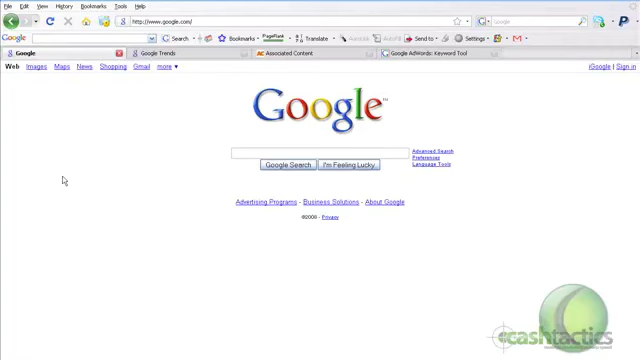 File Edit View History Bookmarks Tools Help
http://www.google.com/ Google
Google Search Bookmarks PageRank Translate AutoLink AutoFill Send to Settings
Google Google Trends Associated Content Google AdWords: Keyword Tool
Web Images Maps News Shopping Gmail more ▼ iGoogle | Sign in
Google™
Advanced Search
Preferences
Language Tools
Google Search I'm Feeling Lucky
Advertising Programs - Business Solutions - About Google
©2008 - Privacy
cashtactics